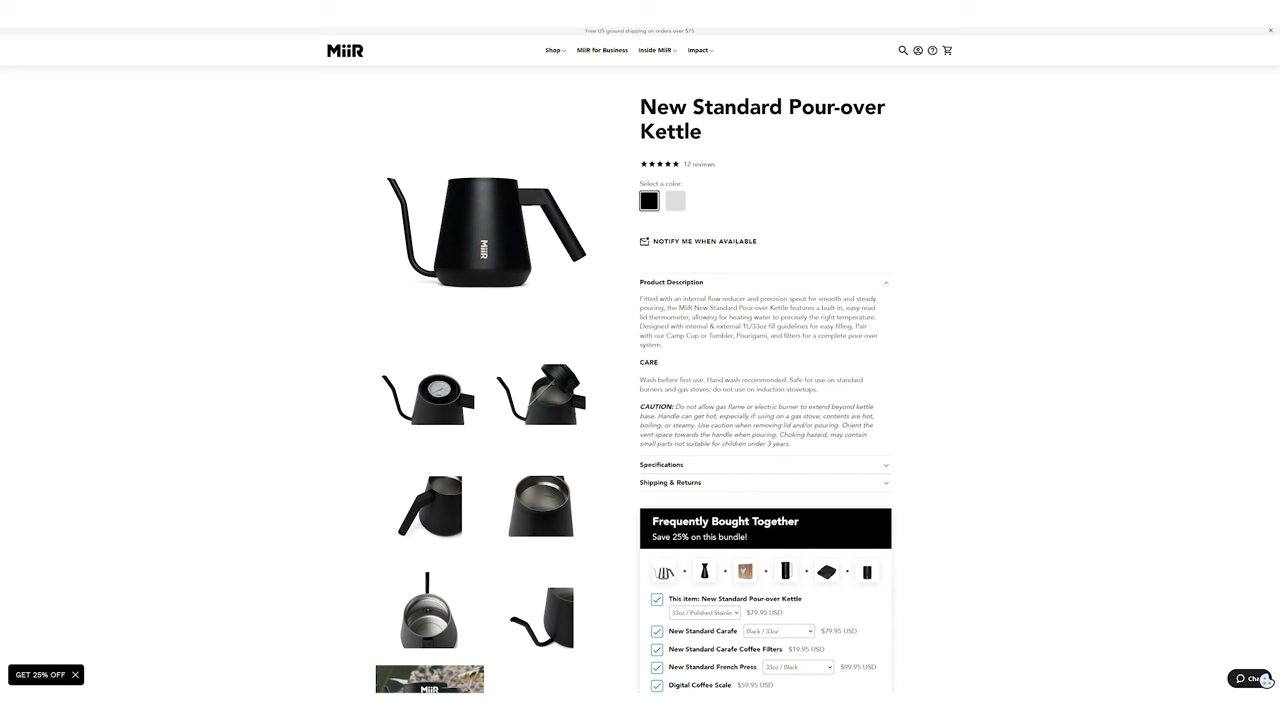 Free US ground shipping on orders over $75
MiiR
Shop
MiiR for Business
Inside MiiR
Impact
New Standard Pour-over
Kettle
12 reviews
Select a color:
MiiR
NOTIFY ME WHEN AVAILABLE
Product Description
Fitted with an internal flow reducer and precision spout for smooth and steady
pouring, the MiiR New Standard Pour-over Kettle features a built-in, easy-read
lid thermometer, allowing for heating water to precisely the right temperature.
Designed with internal & external 1L/33oz fill guidelines for easy filling. Pair
with our Camp Cup or Tumbler, Pourigami, and filters for a complete pour-over
system.
CARE
Wash before first use. Hand wash recommended. Safe for use on standard
burners and gas stoves; do not use on induction stovetops.
CAUTION: Do not allow gas flame or electric burner to extend beyond kettle
base. Handle can get hot, especially if: using on a gas stove; contents are hot,
boiling, or steamy. Use caution when removing lid and/or pouring. Orient the
vent space towards the handle when pouring. Choking hazard, may contain
small parts not suitable for children under 3 years.
Specifications
Shipping & Returns
Frequently Bought Together
Save 25% on this bundle!
This item: New Standard Pour-over Kettle
33oz / Polished Stainle $79.95 USD
New Standard Carafe Black / 33oz $79.95 USD
New Standard Carafe Coffee Filters $19.95 USD
New Standard French Press 33oz / Black $99.95 USD
Digital Coffee Scale $59.95 USD
MiiR
GET 25% OFF
Cha